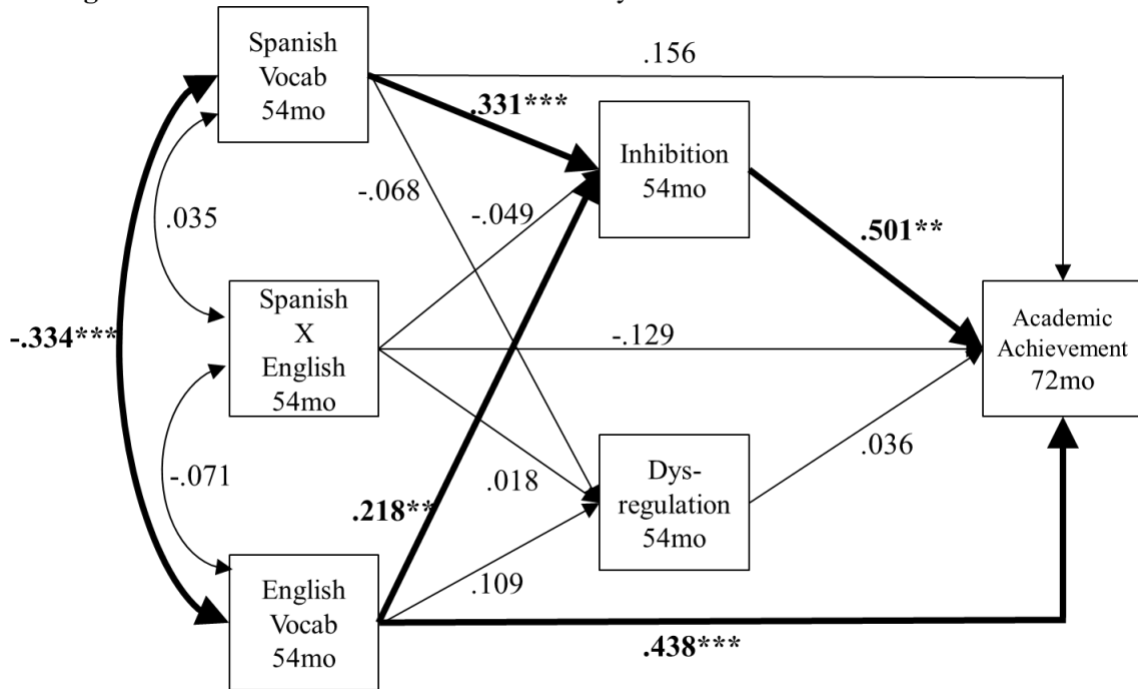 Spanish
Vocab
54mo
.156
.331***
Inhibition
54mo
-.068
-.049
.035
.501**
Spanish
X
English
54mo
-.334***
-.129
Academic
Achievement
72mo
-.071
.018
.218**
Dys-
regulation
54mo
.036
.109
English
Vocab
54mo
.438***